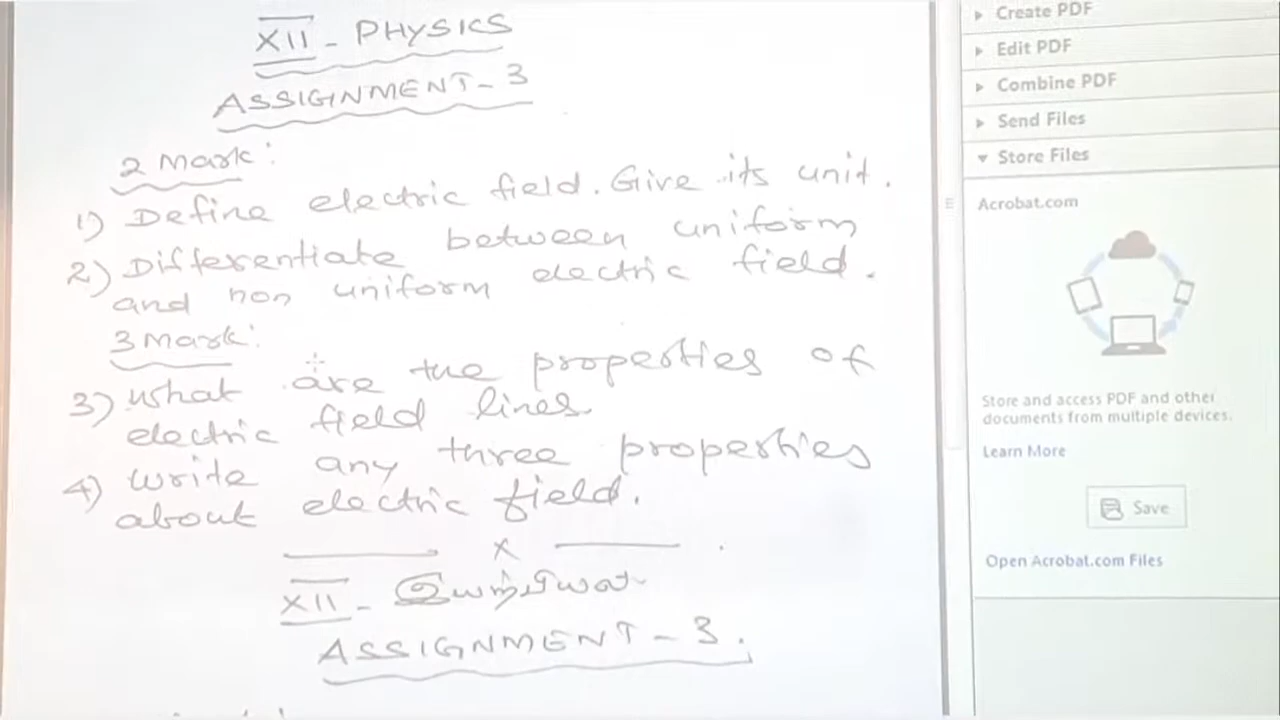 XII - PHYSICS
ASSIGNMENT - 3
2 Mark:
1) Define electric field. Give its unit.
2) Differentiate between uniform
and non uniform electric field.
3 Mark:
3) What are the properties of
electric field lines
4) Write any three properties
about electric field.
x
XII - இயற்பியல்
ASSIGNMENT - 3.
Create PDF
Edit PDF
Combine PDF
Send Files
Store Files
Acrobat.com
Store and access PDF and other
documents from multiple devices.
Learn More
Save
Open Acrobat.com Files